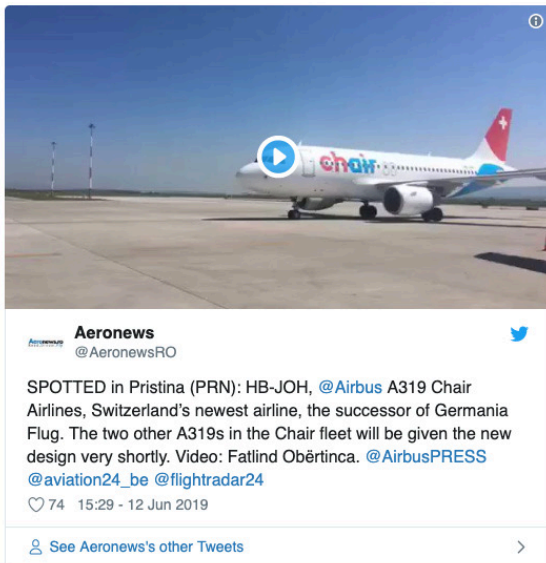 chair
Aeronews
@AeronewsRO
SPOTTED in Pristina (PRN): HB-JOH, @Airbus A319 Chair
Airlines, Switzerland's newest airline, the successor of Germania
Flug. The two other A319s in the Chair fleet will be given the new
design very shortly. Video: Fatlind Obërtinca. @AirbusPRESS
@aviation24_be @flightradar24
74 15:29 - 12 Jun 2019
See Aeronews's other Tweets